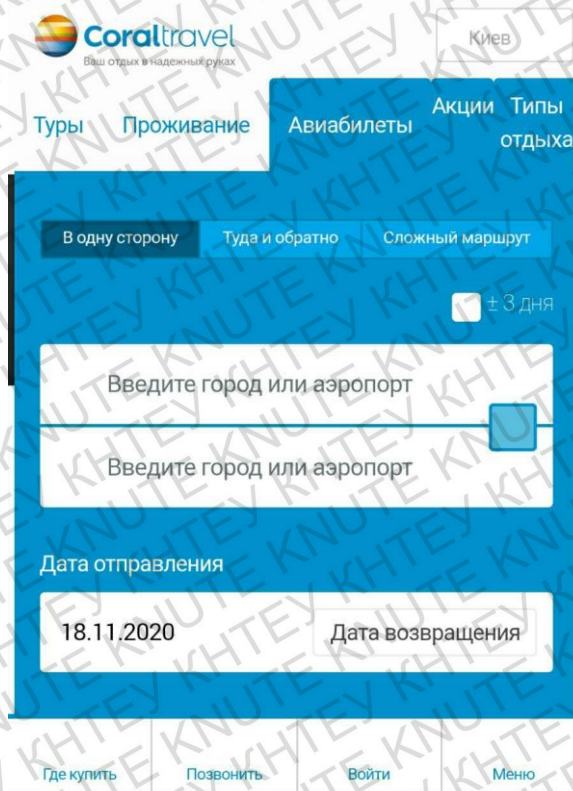 Coraltravel
Ваш отдых в надежных руках
Киев
Туры
Проживание
Авиабилеты
Акции
Типы отдыха
В одну сторону
Туда и обратно
Сложный маршрут
± 3 дня
Введите город или аэропорт
Введите город или аэропорт
Дата отправления
18.11.2020
Дата возвращения
Где купить
Позвонить
Войти
Меню
КНТЕУ KNUTE